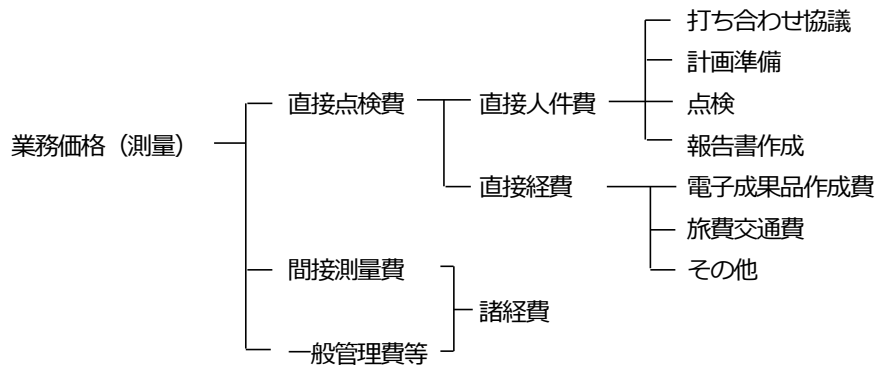 打ち合わせ協議
計画準備
直接点検費
直接人件費
点検
業務価格（測量）
報告書作成
直接経費
電子成果品作成費
旅費交通費
間接測量費
その他
諸経費
一般管理費等